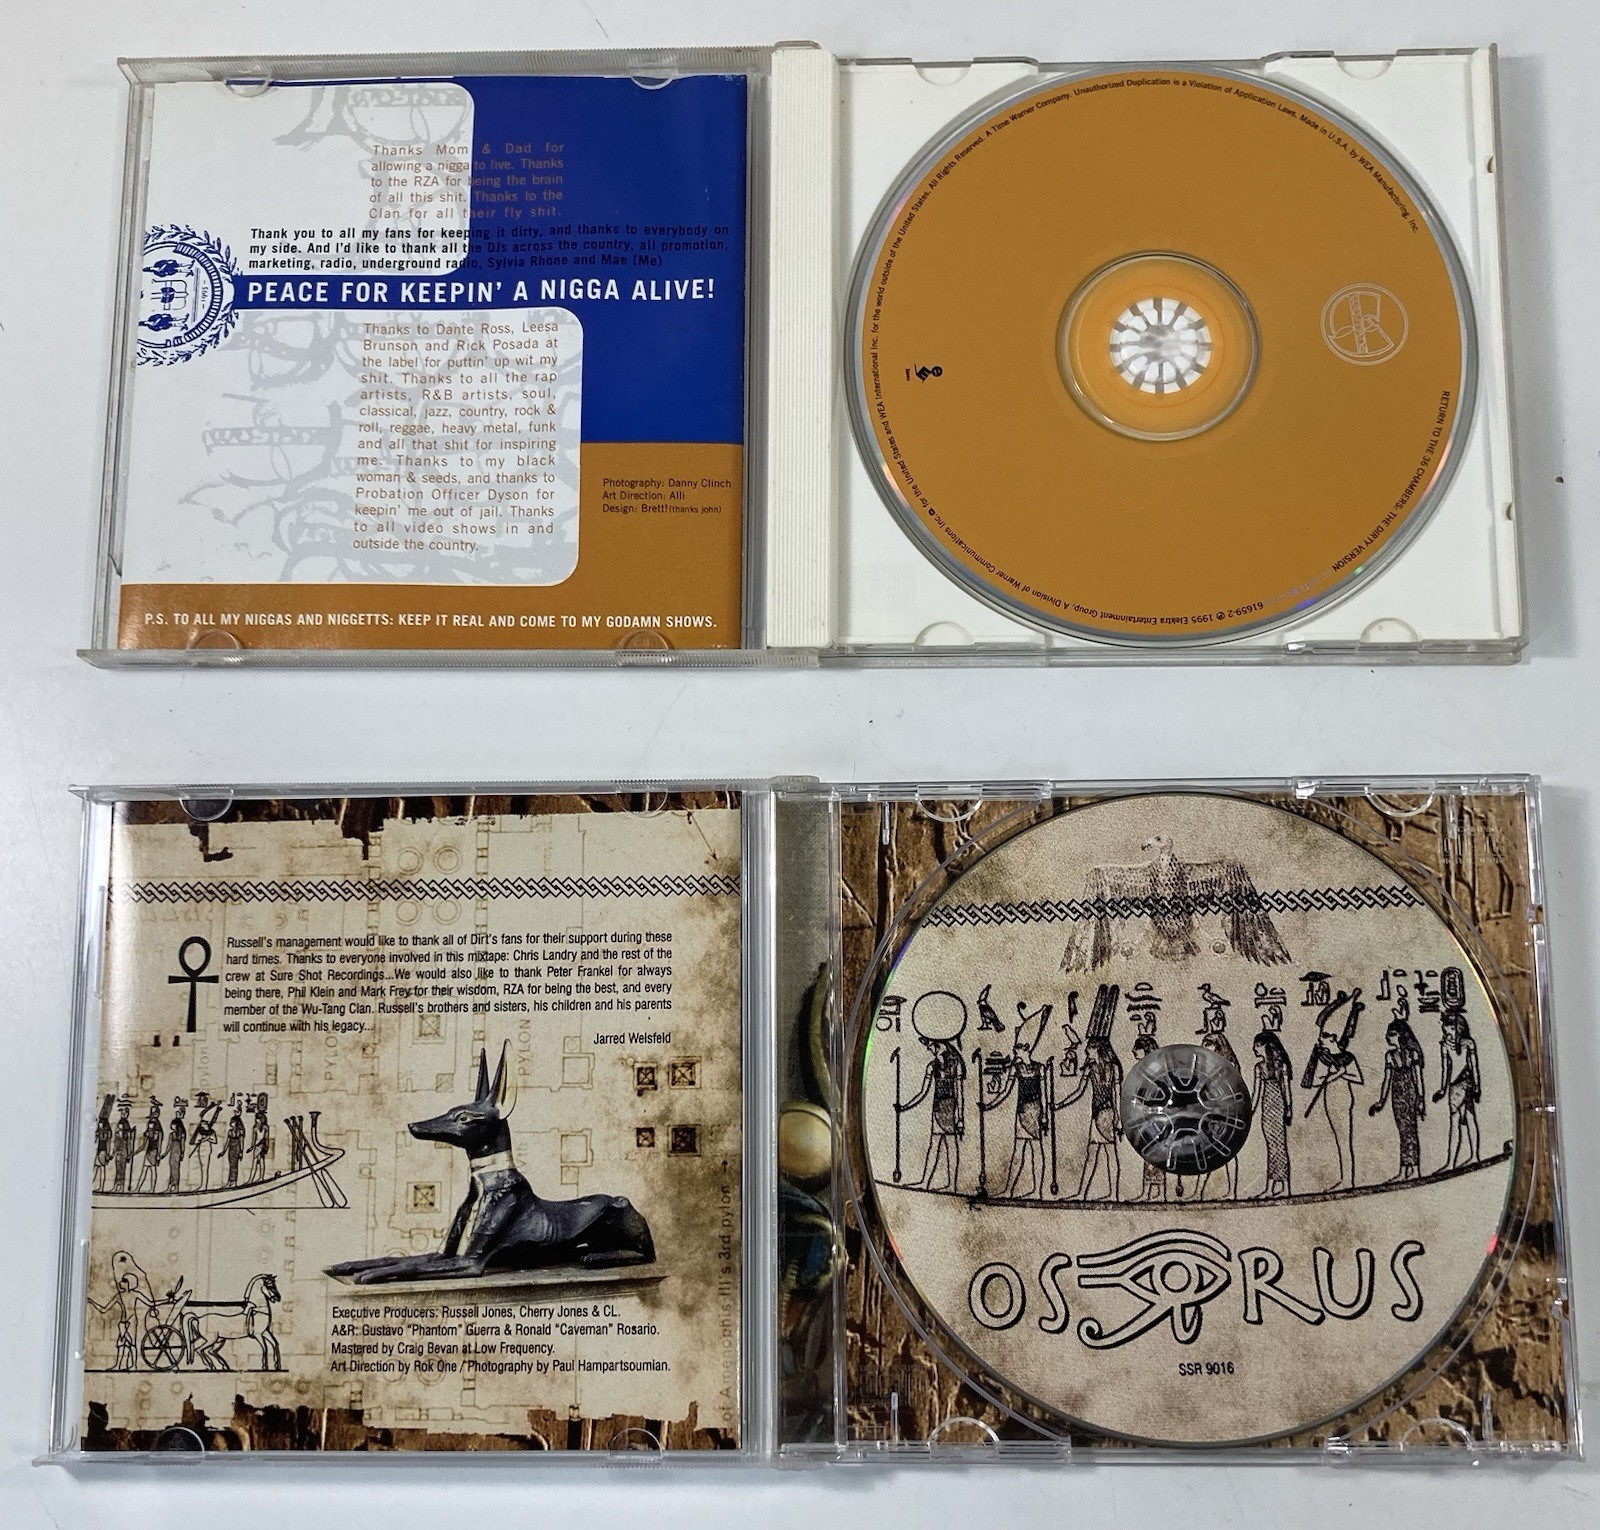 Thanks Mom & Dad for
allowing a nigga to live. Thanks
to the RZA for being the brain
of all this shit. Thanks to the
Clan for all their fly shit.
Thank you to all my fans for keeping it dirty, and thanks to everybody on
my side. And I'd like to thank all the DJs across the country, all promotion,
marketing, radio, underground radio, Sylvia Rhone and Mae (Me)
PEACE FOR KEEPIN' A NIGGA ALIVE!
Thanks to Dante Ross, Leesa
Brunson and Rick Posada at
the label for puttin' up wit my
shit. Thanks to all the rap
artists, R&B artists, soul,
classical, jazz, country, rock &
roll, reggae, heavy metal, funk
and all that shit for inspiring
me. Thanks to my black
woman & seeds, and thanks to
Probation Officer Dyson for
keepin' me out of jail. Thanks
to all video shows in and
outside the country.
Photography: Danny Clinch
Art Direction: Alli
Design: Brett! (thanks john)
P.S. TO ALL MY NIGGAS AND NIGGETTS: KEEP IT REAL AND COME TO MY GODAMN SHOWS.
RETURN TO THE 36 CHAMBERS: THE DIRTY VERSION
61659-2 ℗ 1995 Elektra Entertainment Group, A Division of Warner Communications Inc. for the United States and WEA International Inc. for the world outside of the United States. All Rights Reserved. A Time Warner Company. Unauthorized Duplication is a Violation of Application Laws. Made in U.S.A. by WEA Manufacturing, Inc.
Russell's management would like to thank all of Dirt's fans for their support during these
hard times. Thanks to everyone involved in this mixtape: Chris Landry and the rest of the
crew at Sure Shot Recordings...We would also like to thank Peter Frankel for always
being there, Phil Klein and Mark Frey for their wisdom, RZA for being the best, and every
member of the Wu-Tang Clan. Russell's brothers and sisters, his children and his parents
will continue with his legacy...
Jarred Weisfeld
PYLON
PYLON
pylon
of Amenophis III's 3rd pylon
Executive Producers: Russell Jones, Cherry Jones & CL.
A&R: Gustavo "Phantom" Guerra & Ronald "Caveman" Rosario.
Mastered by Craig Bevan at Low Frequency.
Art Direction by Rok One / Photography by Paul Hampartsoumian.
OSIRUS
SSR 9016